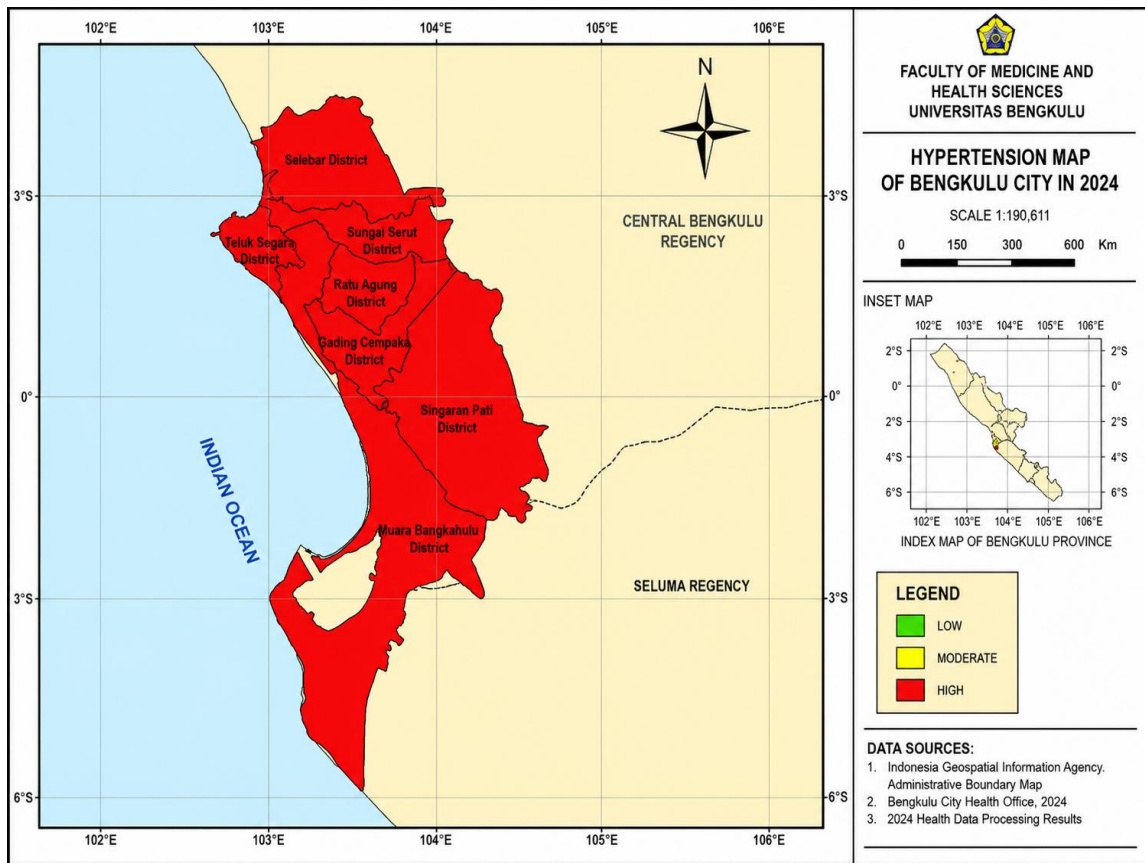 102°E 103°E 104°E 105°E 106°E
3°S
0°
3°S
6°S
3°S
0°
3°S
6°S
102°E 103°E 104°E 105°E 106°E
N
Selebar District
Sungai Serut
District
Teluk Segara
District
Ratu Agung
District
Gading Cempaka
District
Singaran Pati
District
Muara Bangkahulu
District
CENTRAL BENGKULU
REGENCY
SELUMA REGENCY
INDIAN OCEAN
FACULTY OF MEDICINE AND
HEALTH SCIENCES
UNIVERSITAS BENGKULU
HYPERTENSION MAP
OF BENGKULU CITY IN 2024
SCALE 1:190,611
0 150 300 600 Km
INSET MAP
102°E 103°E 104°E 105°E 106°E
2°S 2°S
0° 0°
2°S 2°S
4°S 4°S
6°S 6°S
102°E 103°E 104°E 105°E 106°E
INDEX MAP OF BENGKULU PROVINCE
LEGEND
LOW
MODERATE
HIGH
DATA SOURCES:
1. Indonesia Geospatial Information Agency.
Administrative Boundary Map
2. Bengkulu City Health Office, 2024
3. 2024 Health Data Processing Results